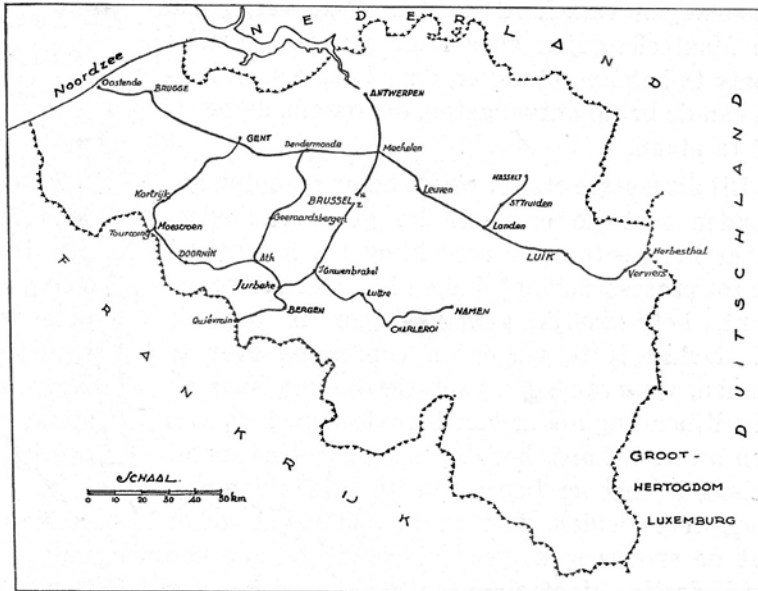 NEDERLAND
Noordzee
Oostende
BRUGGE
ANTWERPEN
GENT
Dendermonde
Mechelen
DUITSCHLAND
HASSELT
Leuven
ST Truiden
Kortrijk
BRUSSEL
Geeraardsbergen
Landen
Tourcoing
Moescroen
LUIK
Herbesthal
DOORNIK
Ath
Verviers
s'Gravenbrakel
Jurbeke
Luttre
NAMEN
Quiévrain
BERGEN
CHARLEROI
FRANKRIJK
GROOT-
HERTOGDOM
LUXEMBURG
SCHAAL.
0 10 20 30 40 50 km.